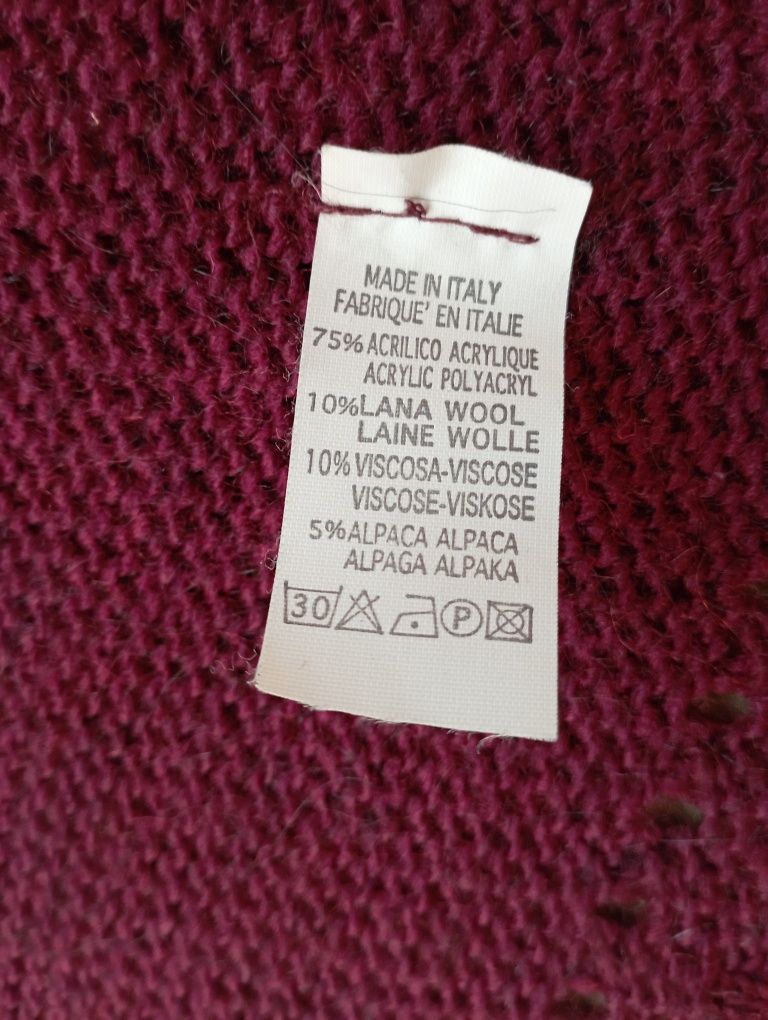 MADE IN ITALY
FABRIQUE' EN ITALIE
75% ACRILICO ACRYLIQUE
ACRYLIC POLYACRYL
10% LANA WOOL
LAINE WOLLE
10% VISCOSA-VISCOSE
VISCOSE-VISKOSE
5% ALPACA ALPACA
ALPAGA ALPAKA
30 P